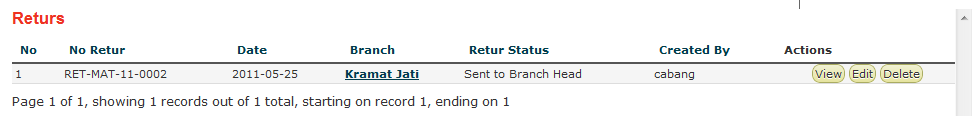 Returs
No No Retur Date Branch Retur Status Created By Actions
1 RET-MAT-11-0002 2011-05-25 Kramat Jati Sent to Branch Head cabang View Edit Delete
Page 1 of 1, showing 1 records out of 1 total, starting on record 1, ending on 1